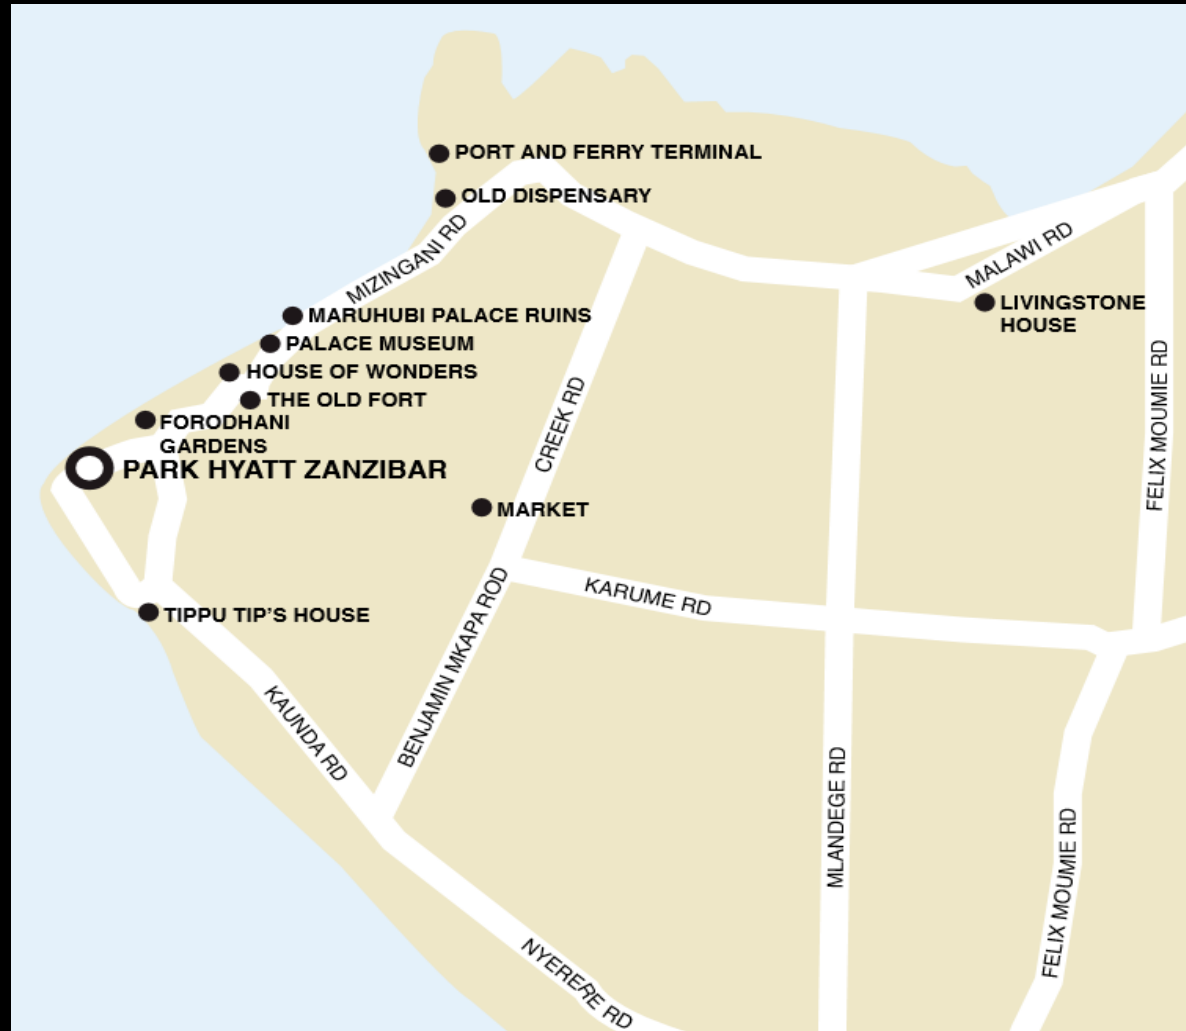 PORT AND FERRY TERMINAL
OLD DISPENSARY
MIZINGANI RD
MALAWI RD
MARUHUBI PALACE RUINS
LIVINGSTONE
HOUSE
PALACE MUSEUM
HOUSE OF WONDERS
THE OLD FORT
FORODHANI
GARDENS
CREEK RD
FELIX MOUMIE RD
PARK HYATT ZANZIBAR
MARKET
KARUME RD
TIPPU TIP'S HOUSE
BENJAMIN MKAPA ROD
KAUNDA RD
MLANDEGE RD
FELIX MOUMIE RD
NYERERE RD